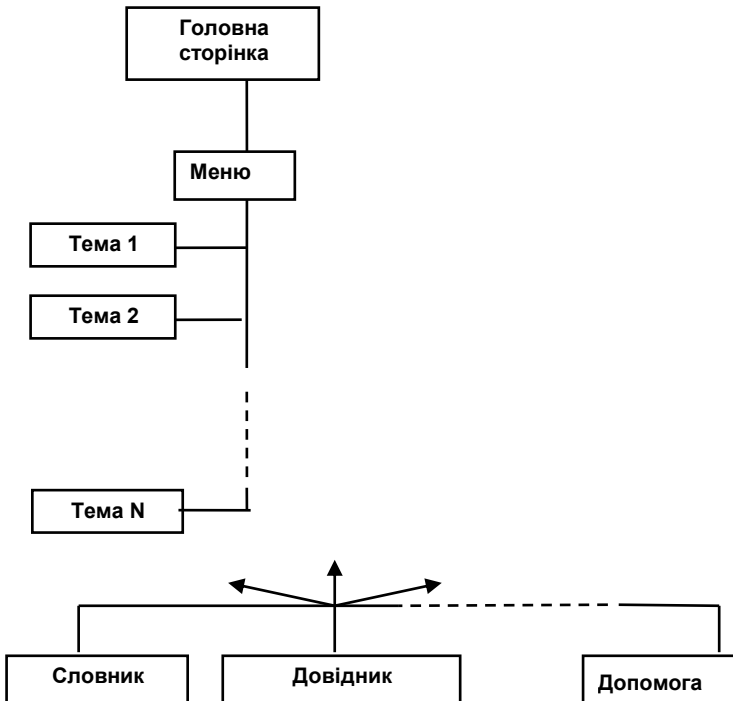 Головна
сторінка
Меню
Тема 1
Тема 2
Тема N
Словник
Довідник
Допомога